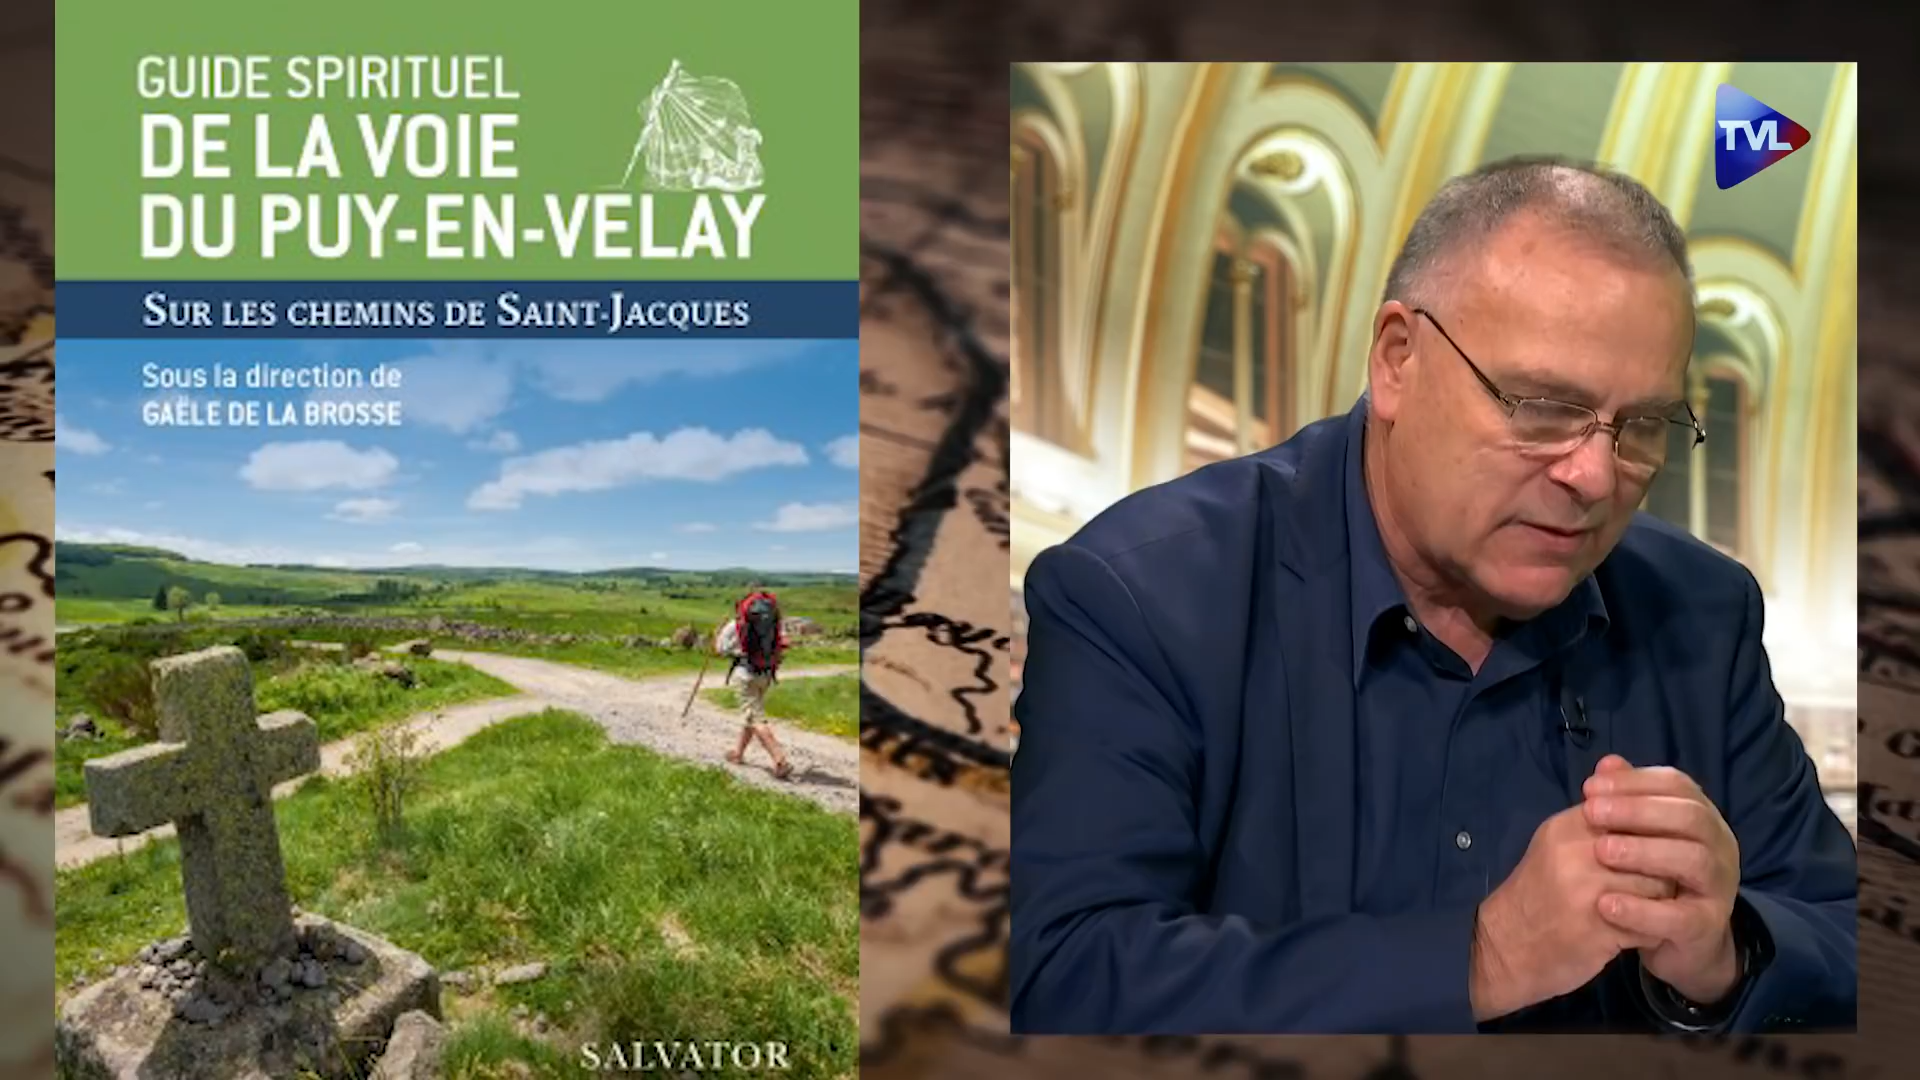 GUIDE SPIRITUEL
DE LA VOIE
DU PUY-EN-VELAY
SUR LES CHEMINS DE SAINT-JACQUES
Sous la direction de
GAËLE DE LA BROSSE
SALVATOR
TVL